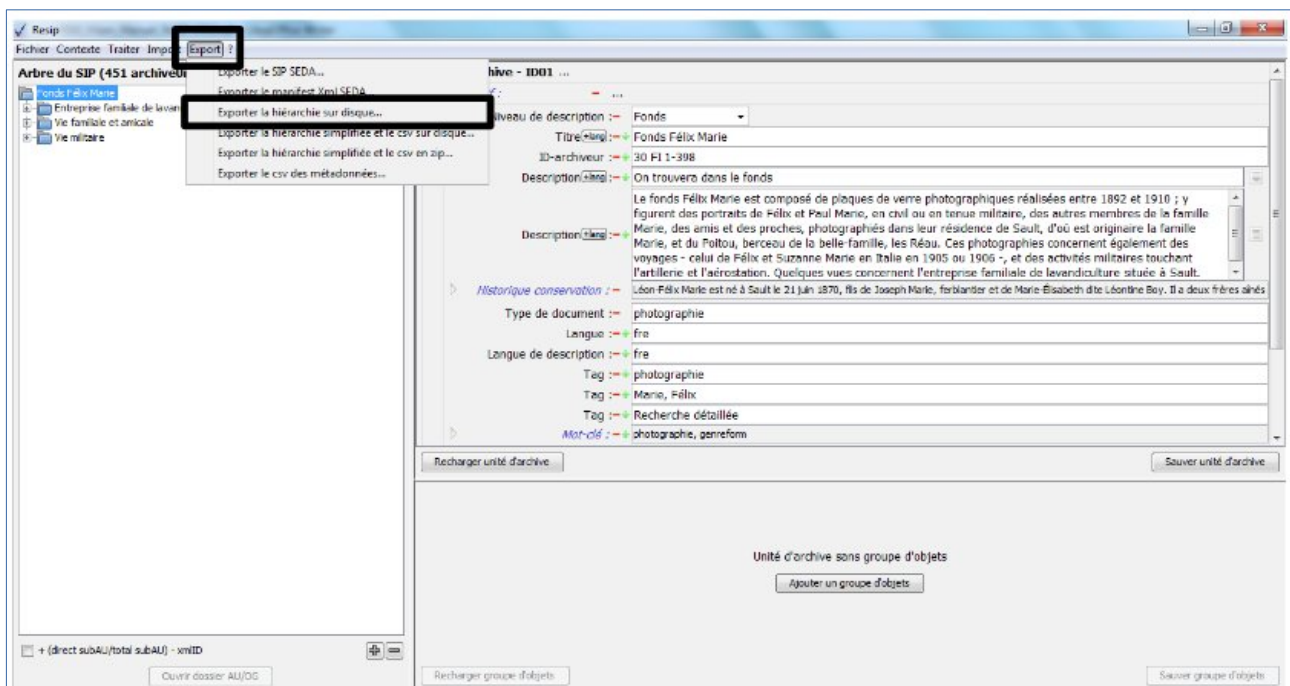 Resip
Fichier Contexte Traiter Import Export ?
Arbre du SIP (451 archiveU
Fonds Félix Marie
Entreprise familiale de lavan
Vie familiale et amicale
Vie militaire
Exporter le SIP SEDA...
Exporter le manifest Xml SEDA...
Exporter la hiérarchie sur disque...
Exporter la hiérarchie simplifiée et le csv sur disque...
Exporter la hiérarchie simplifiée et le csv en zip...
Exporter le csv des métadonnées...
hive - ID01 ...
Niveau de description : Fonds
Titre +lang : Fonds Félix Marie
ID-archiveur : 30 FI 1-398
Description +lang : On trouvera dans le fonds
Description +lang :
Le fonds Félix Marie est composé de plaques de verre photographiques réalisées entre 1892 et 1910 ; y
figurent des portraits de Félix et Paul Marie, en civil ou en tenue militaire, des autres membres de la famille
Marie, des amis et des proches, photographiés dans leur résidence de Sault, d'où est originaire la famille
Marie, et du Poitou, berceau de la belle-famille, les Réau. Ces photographies concernent également des
voyages - celui de Félix et Suzanne Marie en Italie en 1905 ou 1906 -, et des activités militaires touchant
l'artillerie et l'aérostation. Quelques vues concernent l'entreprise familiale de lavandiculture située à Sault.
Historique conservation : Léon-Félix Marie est né à Sault le 21 juin 1870, fils de Joseph Marie, ferblantier et de Marie-Élisabeth dite Léontine Boy. Il a deux frères aînés
Type de document : photographie
Langue : fre
Langue de description : fre
Tag : photographie
Tag : Marie, Félix
Tag : Recherche détaillée
Mot-clé : photographie, genreform
Recharger unité d'archive
Sauver unité d'archive
Unité d'archive sans groupe d'objets
Ajouter un groupe d'objets
+ (direct subAU/total subAU) - xmlID
Ouvrir dossier AU/OG
Recharger groupe d'objets
Sauver groupe d'objets